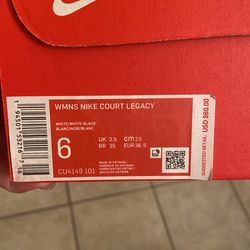 WMNS NIKE COURT LEGACY
WHITE/WHITE-BLACK
BLANC/NOIR/BLANC
6
UK 3.5
CM 23
BR 35
EUR 36.5
CU4149 101
MADE IN VIETNAM
SUGGESTED RETAIL: USD $60.00